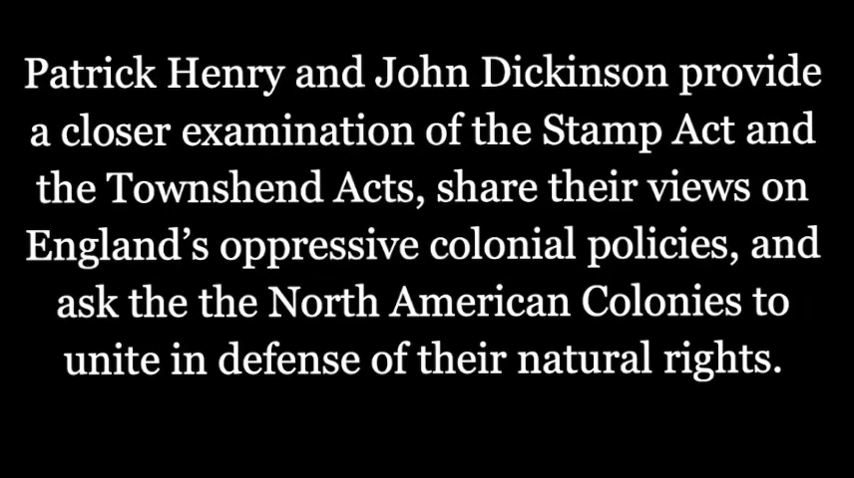 Patrick Henry and John Dickinson provide
a closer examination of the Stamp Act and
the Townshend Acts, share their views on
England’s oppressive colonial policies, and
ask the the North American Colonies to
unite in defense of their natural rights.